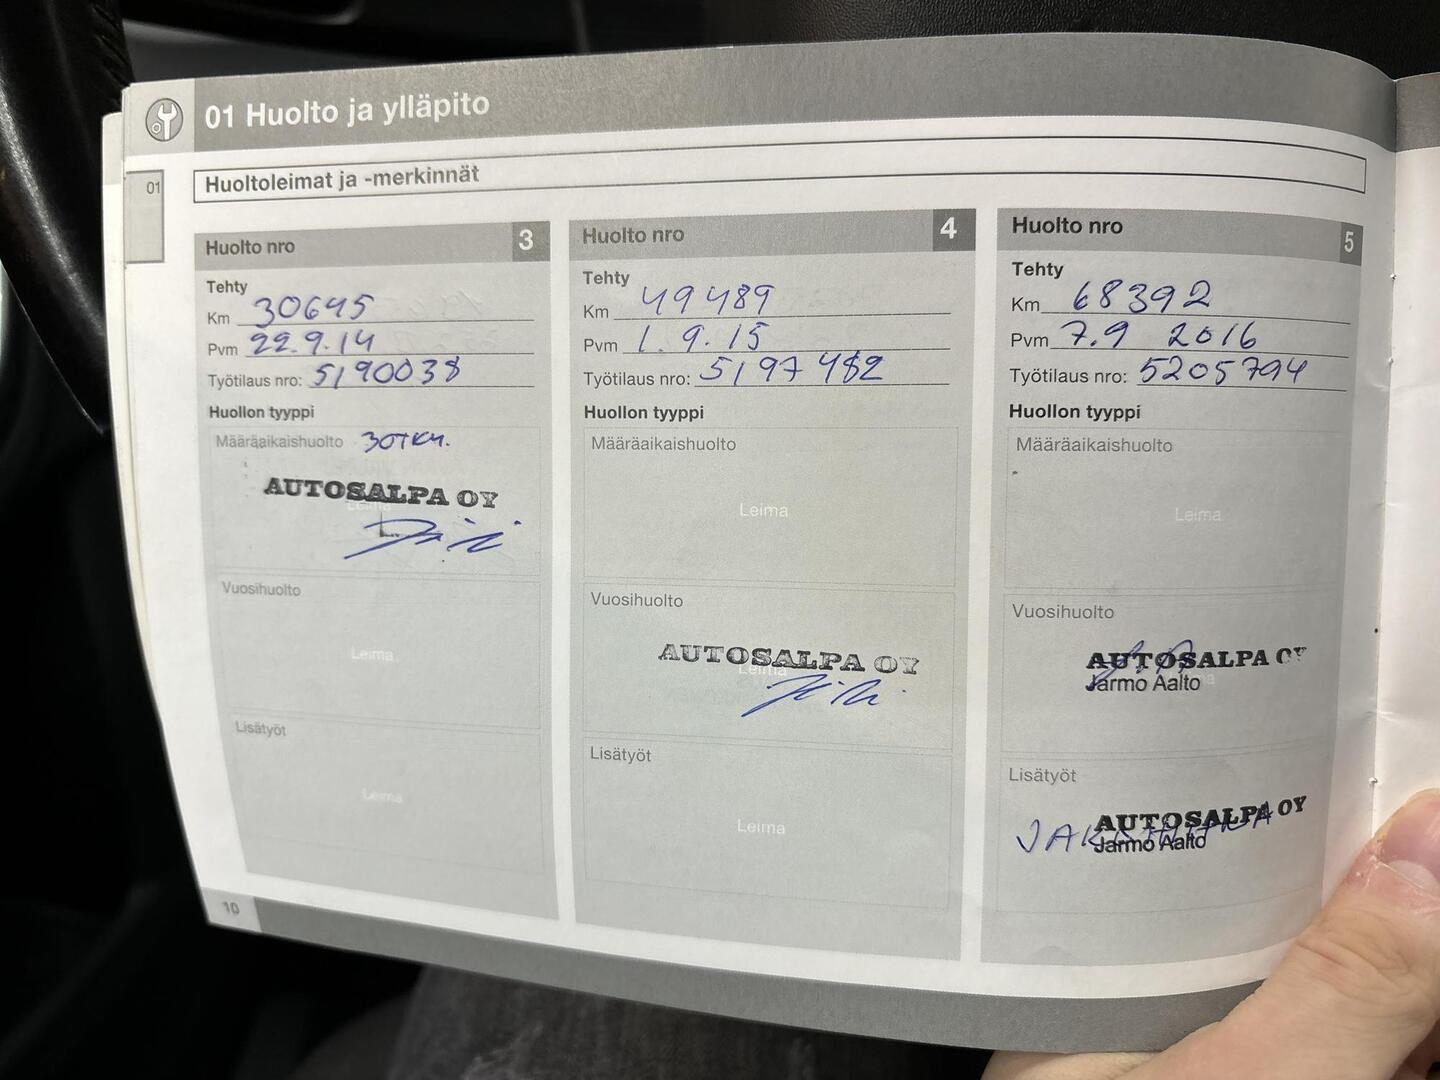 01 Huolto ja ylläpito
01
Huoltoleimat ja -merkinnät
Huolto nro 3
Tehty
Km 30645
Pvm 22.9.14
Työtilaus nro: 5190038
Huollon tyyppi
Määräaikaishuolto 30TKM.
AUTOSALPA OY
Leima
Vuosihuolto
Leima
Lisätyöt
Leima
10
Huolto nro 4
Tehty
Km 49489
Pvm 1.9.15
Työtilaus nro: 5197482
Huollon tyyppi
Määräaikaishuolto
Leima
Vuosihuolto
AUTOSALPA OY
Leima
Lisätyöt
Leima
Huolto nro 5
Tehty
Km 68392
Pvm 7.9 2016
Työtilaus nro: 5205794
Huollon tyyppi
Määräaikaishuolto
Leima
Vuosihuolto
AUTOSALPA OY
Jarmo Aalto
Lisätyöt
AUTOSALPA OY
JAKOHIHNA
Jarmo Aalto